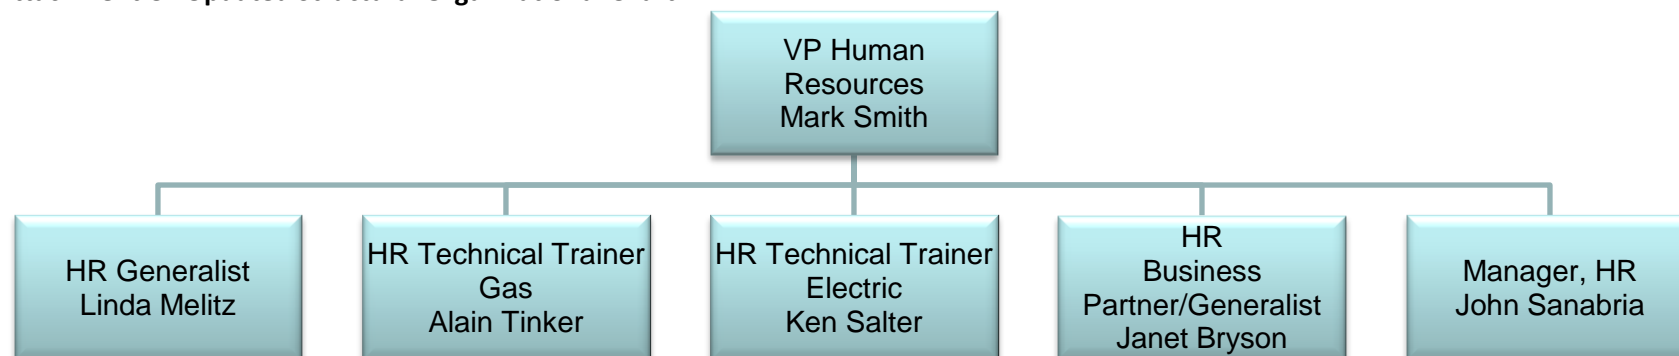 VP Human
Resources
Mark Smith
HR Generalist
Linda Melitz
HR Technical Trainer
Gas
Alain Tinker
HR Technical Trainer
Electric
Ken Salter
HR
Business
Partner/Generalist
Janet Bryson
Manager, HR
John Sanabria